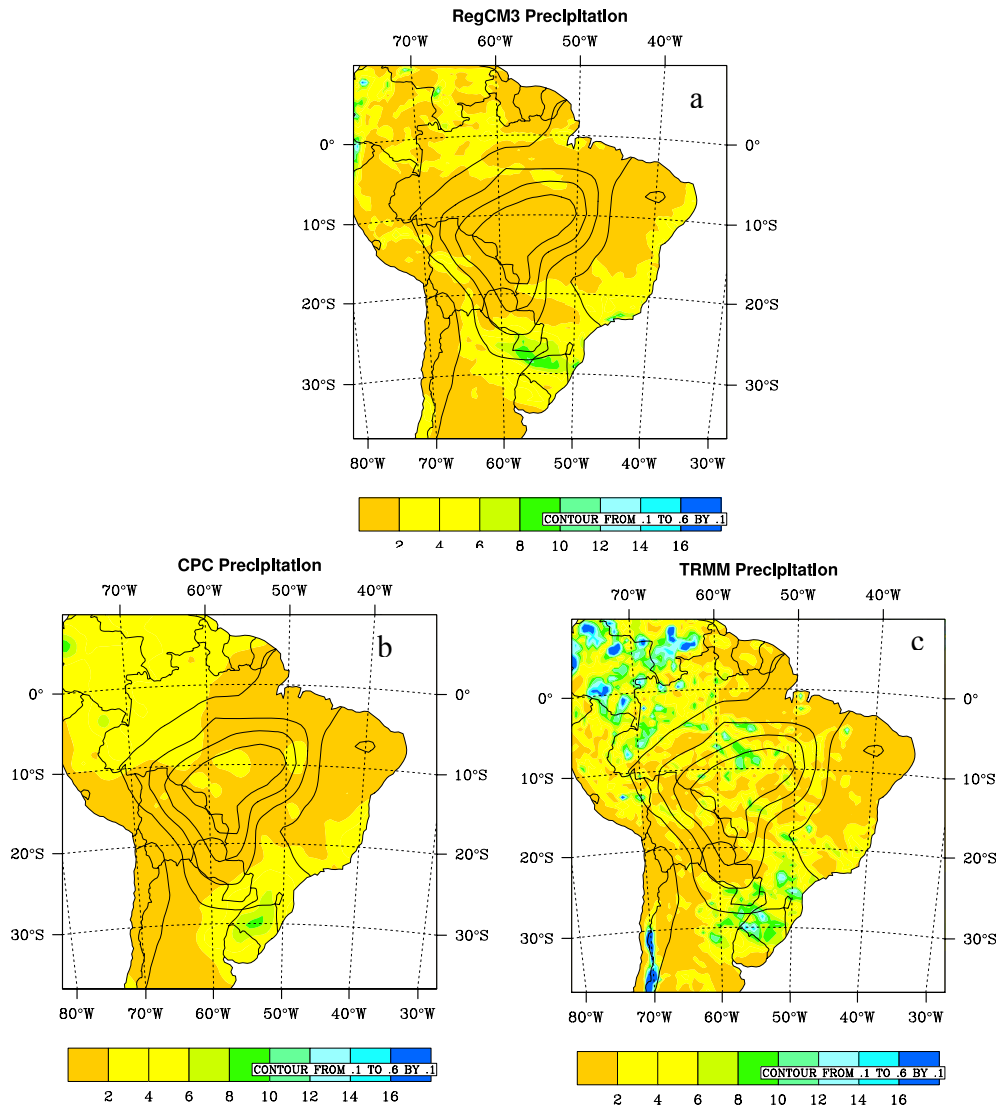 RegCM3 Precipitation
70°W 60°W 50°W 40°W
a
0° 0°
10°S 10°S
20°S 20°S
30°S 30°S
80°W 70°W 60°W 50°W 40°W 30°W
CONTOUR FROM .1 TO .6 BY .1
2 4 6 8 10 12 14 16
CPC Precipitation
70°W 60°W 50°W 40°W
b
0° 0°
10°S 10°S
20°S 20°S
30°S 30°S
80°W 70°W 60°W 50°W 40°W 30°W
CONTOUR FROM .1 TO .6 BY .1
2 4 6 8 10 12 14 16
TRMM Precipitation
70°W 60°W 50°W 40°W
c
0° 0°
10°S 10°S
20°S 20°S
30°S 30°S
80°W 70°W 60°W 50°W 40°W 30°W
CONTOUR FROM .1 TO .6 BY .1
2 4 6 8 10 12 14 16